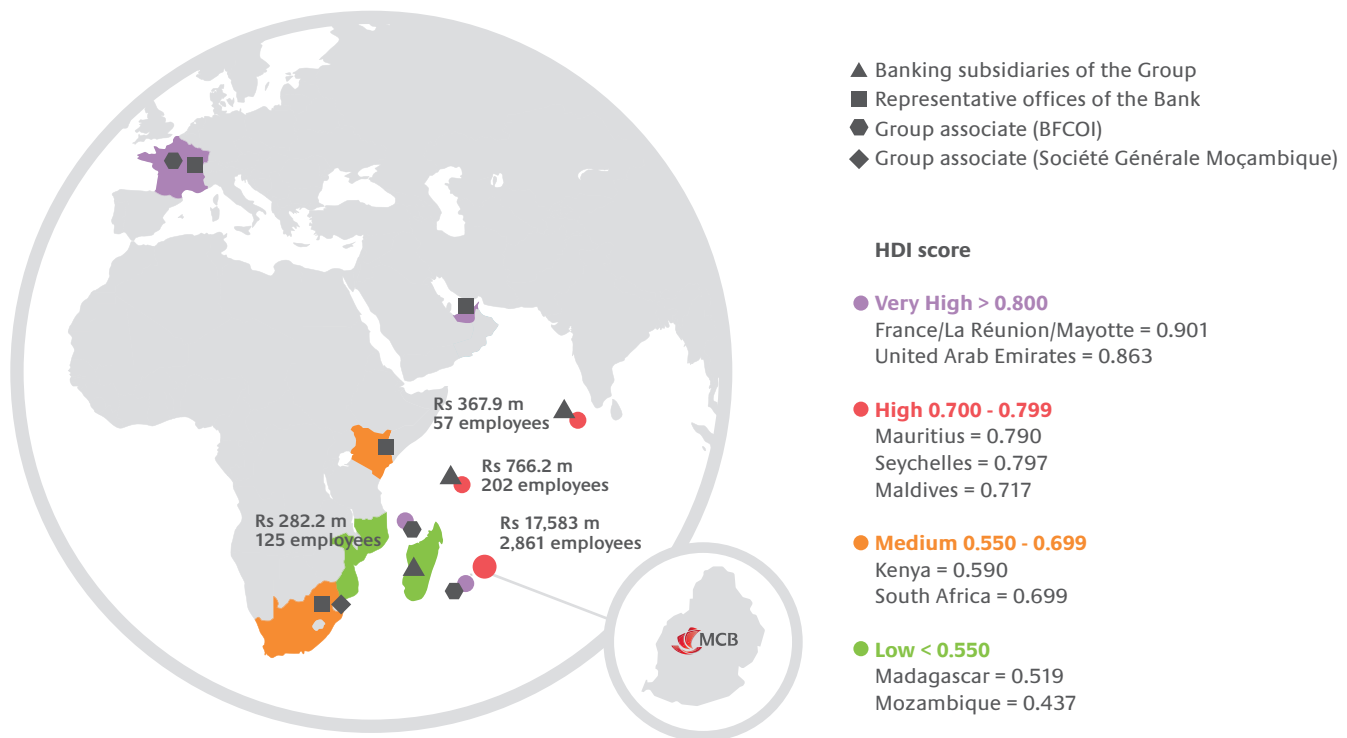 Banking subsidiaries of the Group
Representative offices of the Bank
Group associate (BFCOI)
Group associate (Société Générale Moçambique)
HDI score
Very High > 0.800
France/La Réunion/Mayotte = 0.901
United Arab Emirates = 0.863
High 0.700 - 0.799
Mauritius = 0.790
Seychelles = 0.797
Maldives = 0.717
Medium 0.550 - 0.699
Kenya = 0.590
South Africa = 0.699
Low < 0.550
Madagascar = 0.519
Mozambique = 0.437
Rs 367.9 m
57 employees
Rs 766.2 m
202 employees
Rs 282.2 m
125 employees
Rs 17,583 m
2,861 employees
MCB